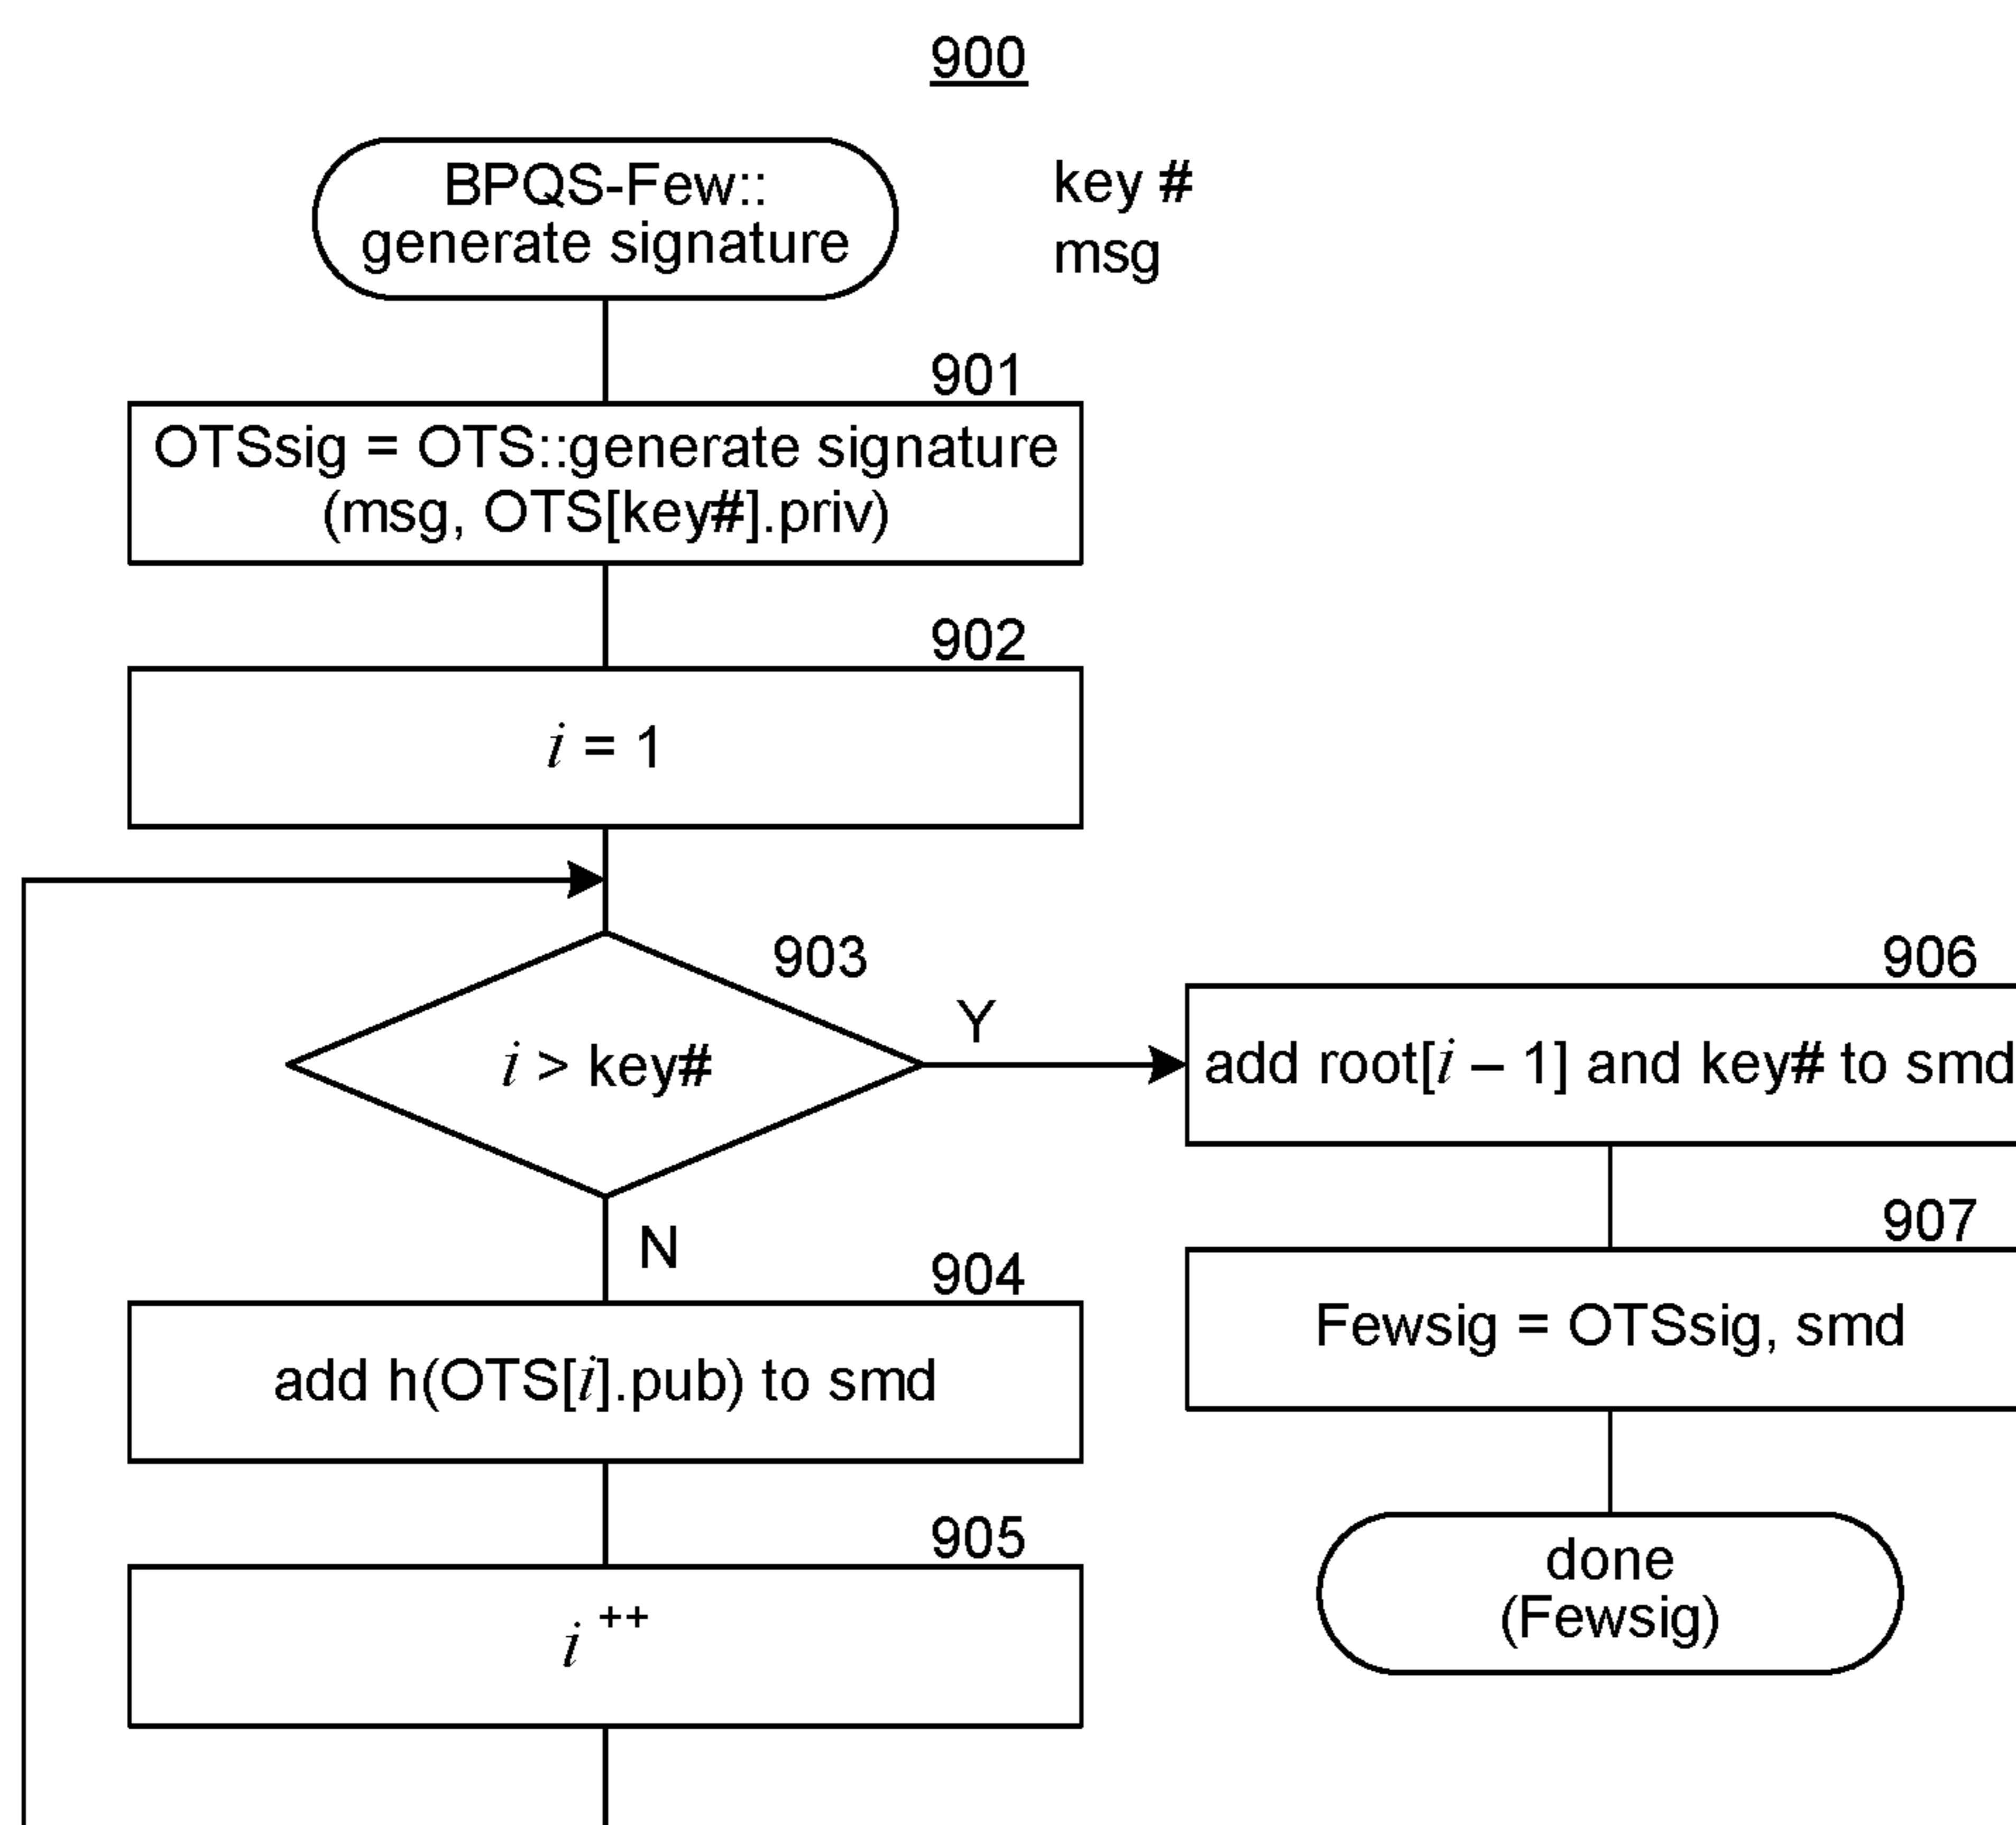 900
BPQS-Few::
generate signature
key #
msg
901
OTSsig = OTS::generate signature
(msg, OTS[key#].priv)
902
i = 1
903
i > key#
Y
N
904
add h(OTS[i].pub) to smd
905
i ++
906
add root[i – 1] and key# to smd
907
Fewsig = OTSsig, smd
done
(Fewsig)